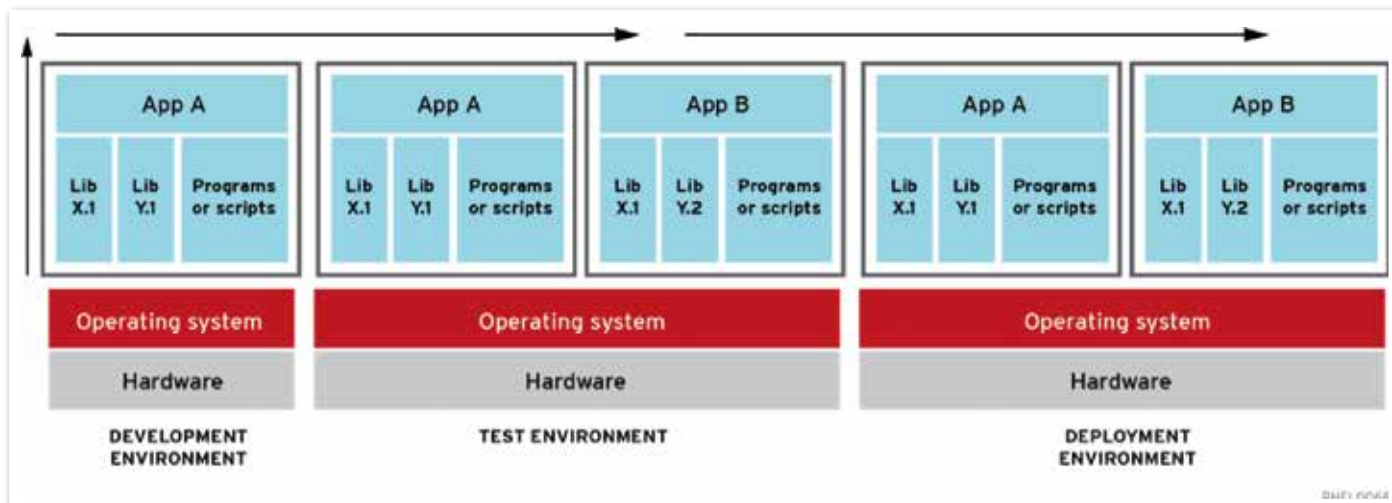 App A
Lib X.1
Lib Y.1
Programs or scripts
App A
Lib X.1
Lib Y.1
Programs or scripts
App B
Lib X.1
Lib Y.2
Programs or scripts
App A
Lib X.1
Lib Y.1
Programs or scripts
App B
Lib X.1
Lib Y.2
Programs or scripts
Operating system
Operating system
Operating system
Hardware
Hardware
Hardware
DEVELOPMENT
ENVIRONMENT
TEST ENVIRONMENT
DEPLOYMENT
ENVIRONMENT